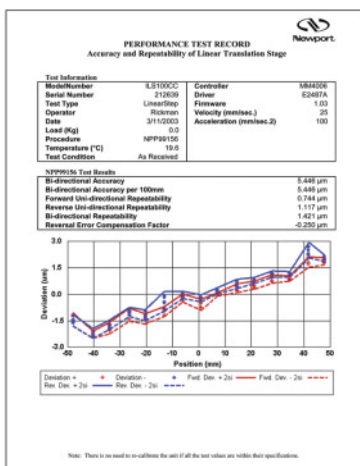 Newport
PERFORMANCE TEST RECORD
Accuracy and Repeatability of Linear Translation Stage
Test Information
ModelNumber ILS100CC Controller MM4006
Serial Number 212639 Driver E2487A
Test Type LinearStep Firmware 1.03
Operator Rickman Velocity (mm/sec.) 25
Date 3/11/2003 Acceleration (mm/sec.2) 100
Load (Kg) 0.0
Procedure NPP99156
Temperature (°C) 19.6
Test Condition As Received
NPP99156 Test Results
Bi-directional Accuracy 5.446 µm
Bi-directional Accuracy per 100mm 5.446 µm
Forward Uni-directional Repeatability 0.744 µm
Reverse Uni-directional Repeatability 1.117 µm
Bi-directional Repeatability 1.421 µm
Reversal Error Compensation Factor -0.250 µm
3.0
1.5
0.0
-1.5
-3.0
Deviation (um)
-50 -40 -30 -20 -10 0 10 20 30 40 50
Position (mm)
Deviation + Deviation - Fwd. Dev. + 2si Fwd. Dev. - 2si
Rev. Dev. + 2si Rev. Dev. - 2si
Note: There is no need to re-calibrate the unit if all the test values are within their specifications.